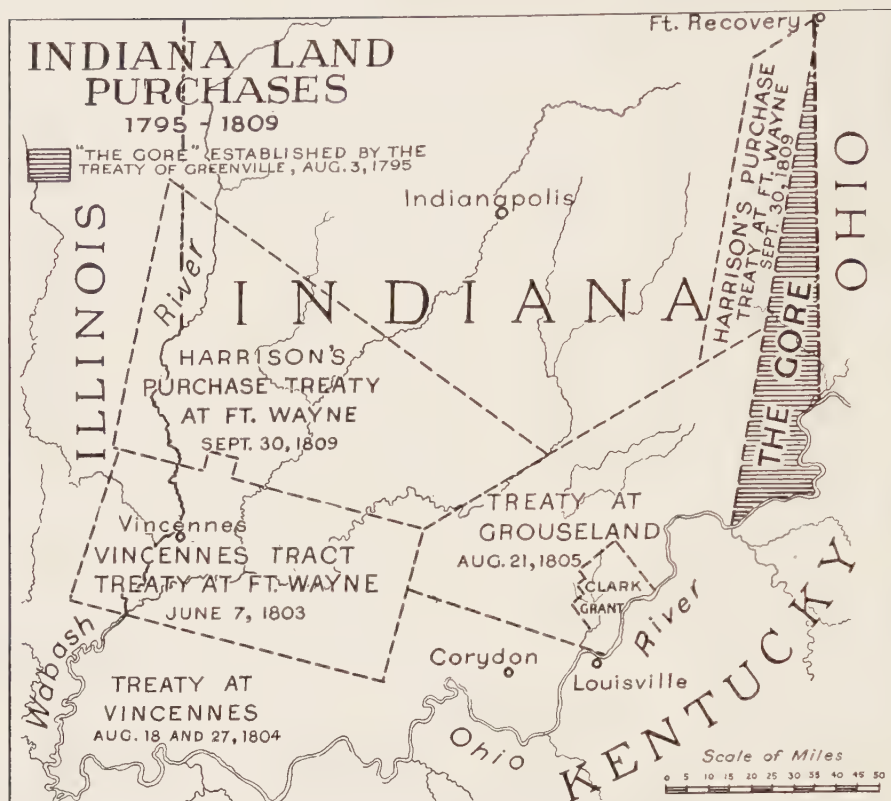 INDIANA LAND
PURCHASES
1795 - 1809
"THE GORE" ESTABLISHED BY THE
TREATY OF GREENVILLE, AUG. 3, 1795
Ft. Recovery
HARRISON'S PURCHASE
TREATY AT FT. WAYNE
SEPT. 30, 1809
OHIO
THE GORE
Indianapolis
ILLINOIS
River
INDIANA
HARRISON'S
PURCHASE TREATY
AT FT. WAYNE
SEPT. 30, 1809
Vincennes
VINCENNES TRACT
TREATY AT FT. WAYNE
JUNE 7, 1803
TREATY AT
GROUSELAND
AUG. 21, 1805
CLARK
GRANT
River
Wabash
Corydon
Louisville
TREATY AT
VINCENNES
AUG. 18 AND 27, 1804
Ohio
KENTUCKY
Scale of Miles
0 5 10 15 20 25 30 35 40 45 50